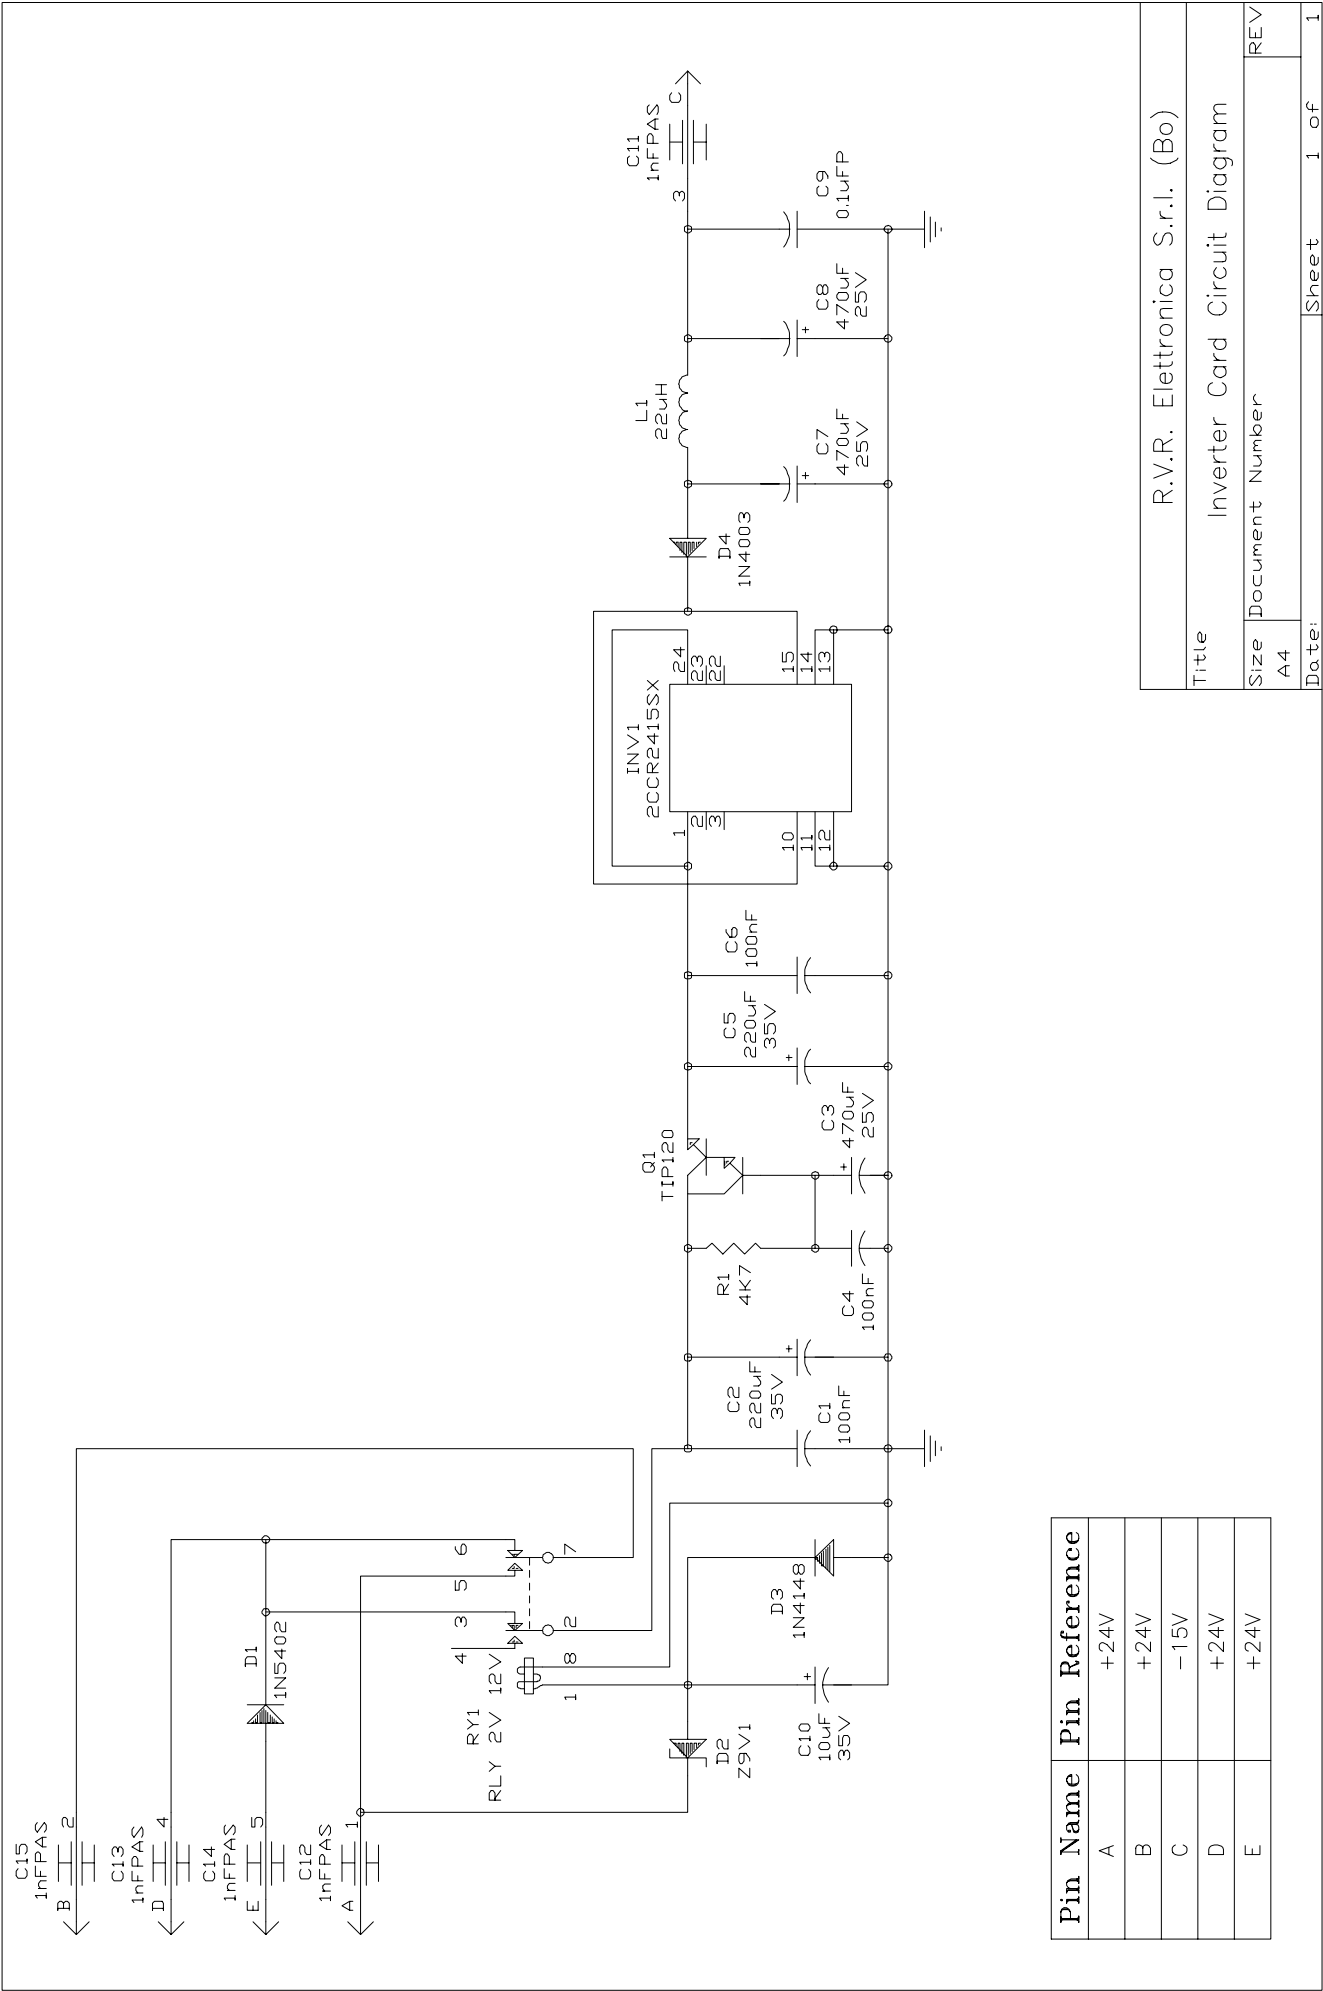 C15
1nFPAS
B
2
C13
1nFPAS
D
4
C14
1nFPAS
E
5
C12
1nFPAS
A
1
D1
1N5402
RY1
RLY 2V 12V
4
3
5
6
1
8
2
7
D2
Z9V1
C10
10uF
35V
D3
1N4148
C1
100nF
C2
220uF
35V
R1
4K7
C4
100nF
C3
470uF
25V
Q1
TIP120
C5
220uF
35V
C6
100nF
INV1
2CCR2415SX
1
2
3
10
11
12
24
23
22
15
14
13
D4
1N4003
C7
470uF
25V
L1
22uH
C8
470uF
25V
C9
0.1uFP
3
C11
1nFPAS
C
Pin Name Pin Reference
A +24V
B +24V
C -15V
D +24V
E +24V
R.V.R. Elettronica S.r.l. (Bo)
Title
Inverter Card Circuit Diagram
Size Document Number REV
A4
Date: Sheet 1 of 1